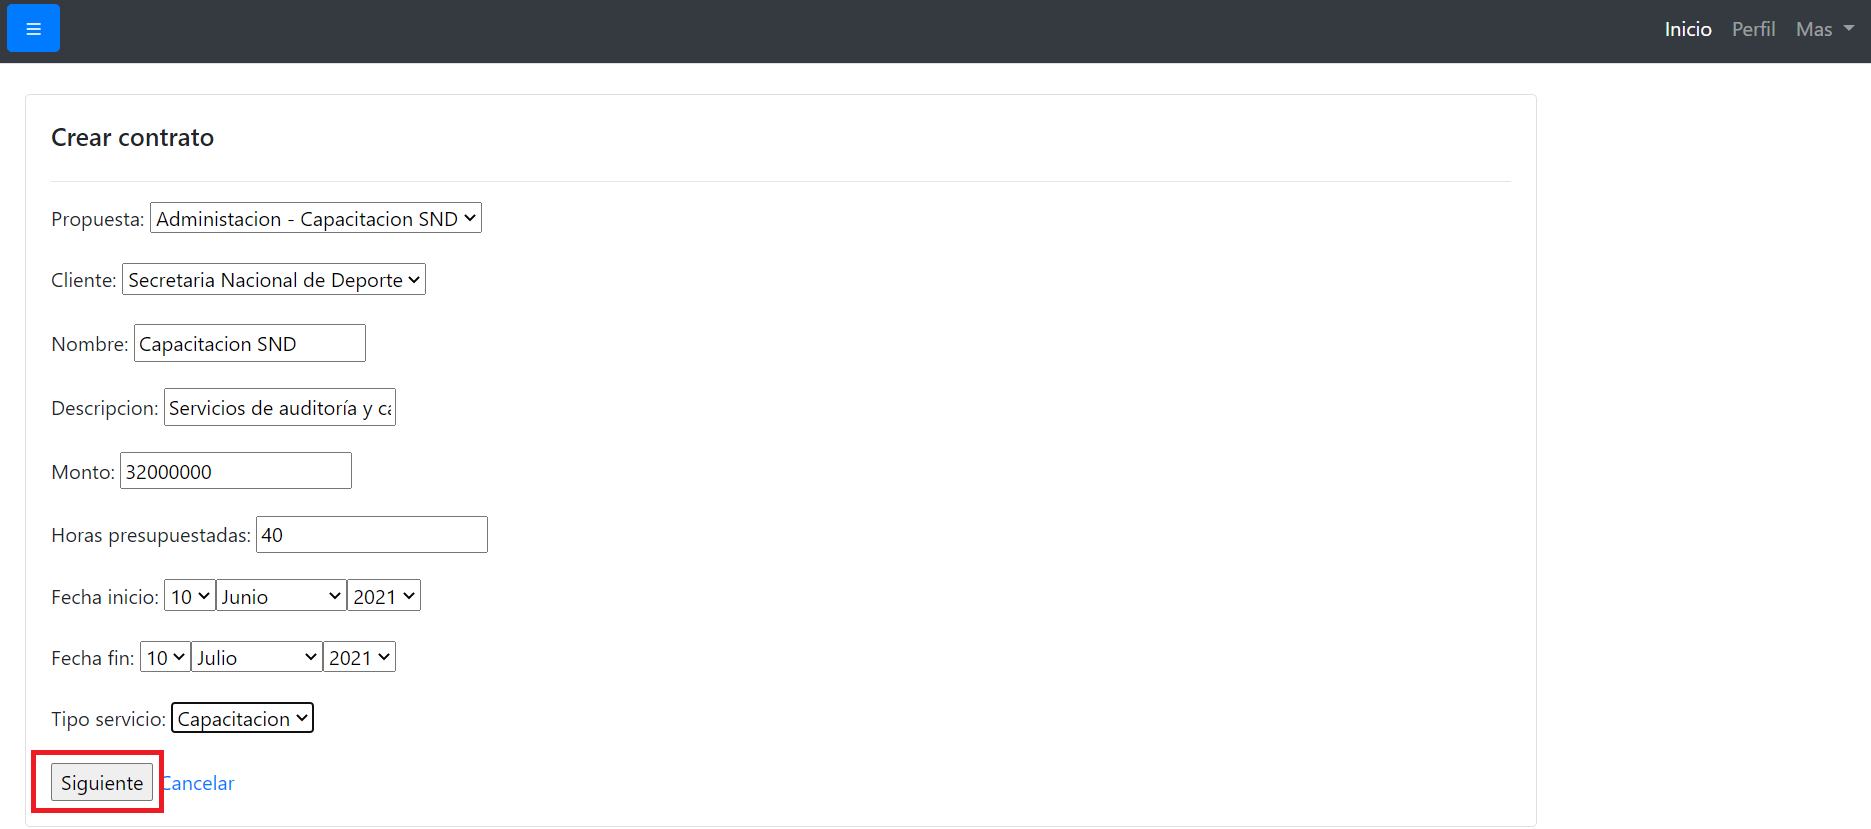 Inicio Perfil Mas
Crear contrato
Propuesta: Administacion - Capacitacion SND
Cliente: Secretaria Nacional de Deporte
Nombre: Capacitacion SND
Descripcion: Servicios de auditoría y
Monto: 32000000
Horas presupuestadas: 40
Fecha inicio: 10 Junio 2021
Fecha fin: 10 Julio 2021
Tipo servicio: Capacitacion
Siguiente Cancelar